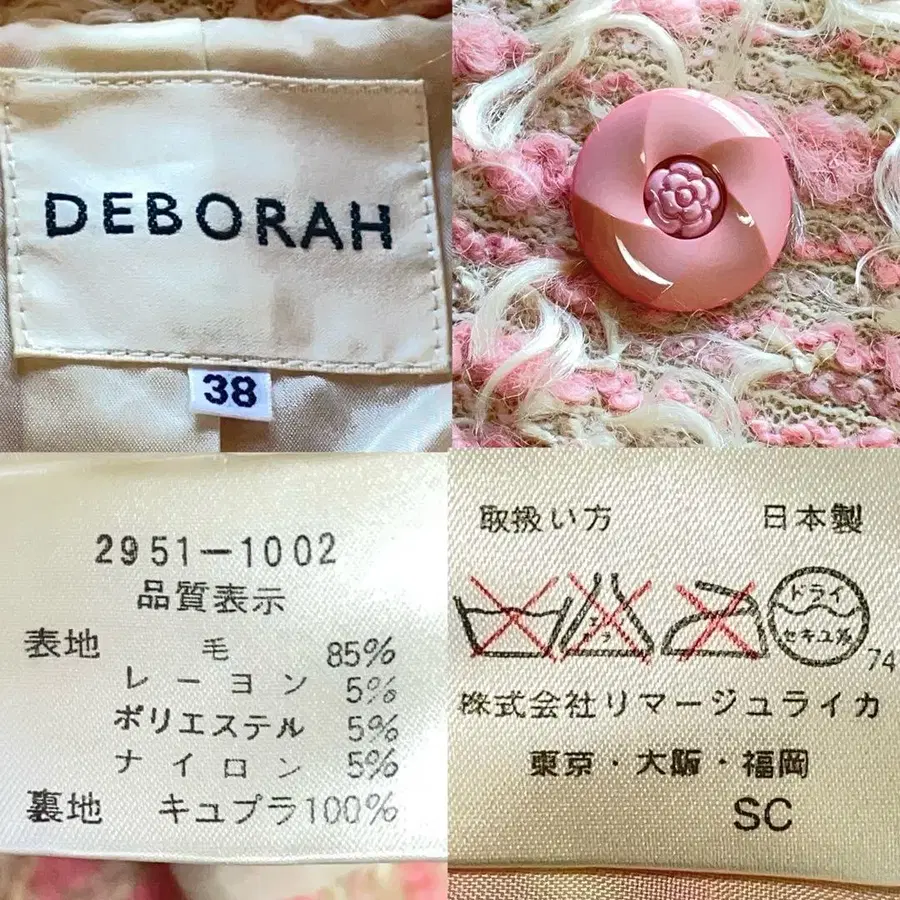 DEBORAH
38
2951-1002
品質表示
表地 毛 85%
レーヨン 5%
ポリエステル 5%
ナイロン 5%
裏地 キュプラ100%
取扱い方 日本製
ドライ
セキユ系
74
株式会社リマージュライカ
東京・大阪・福岡
SC